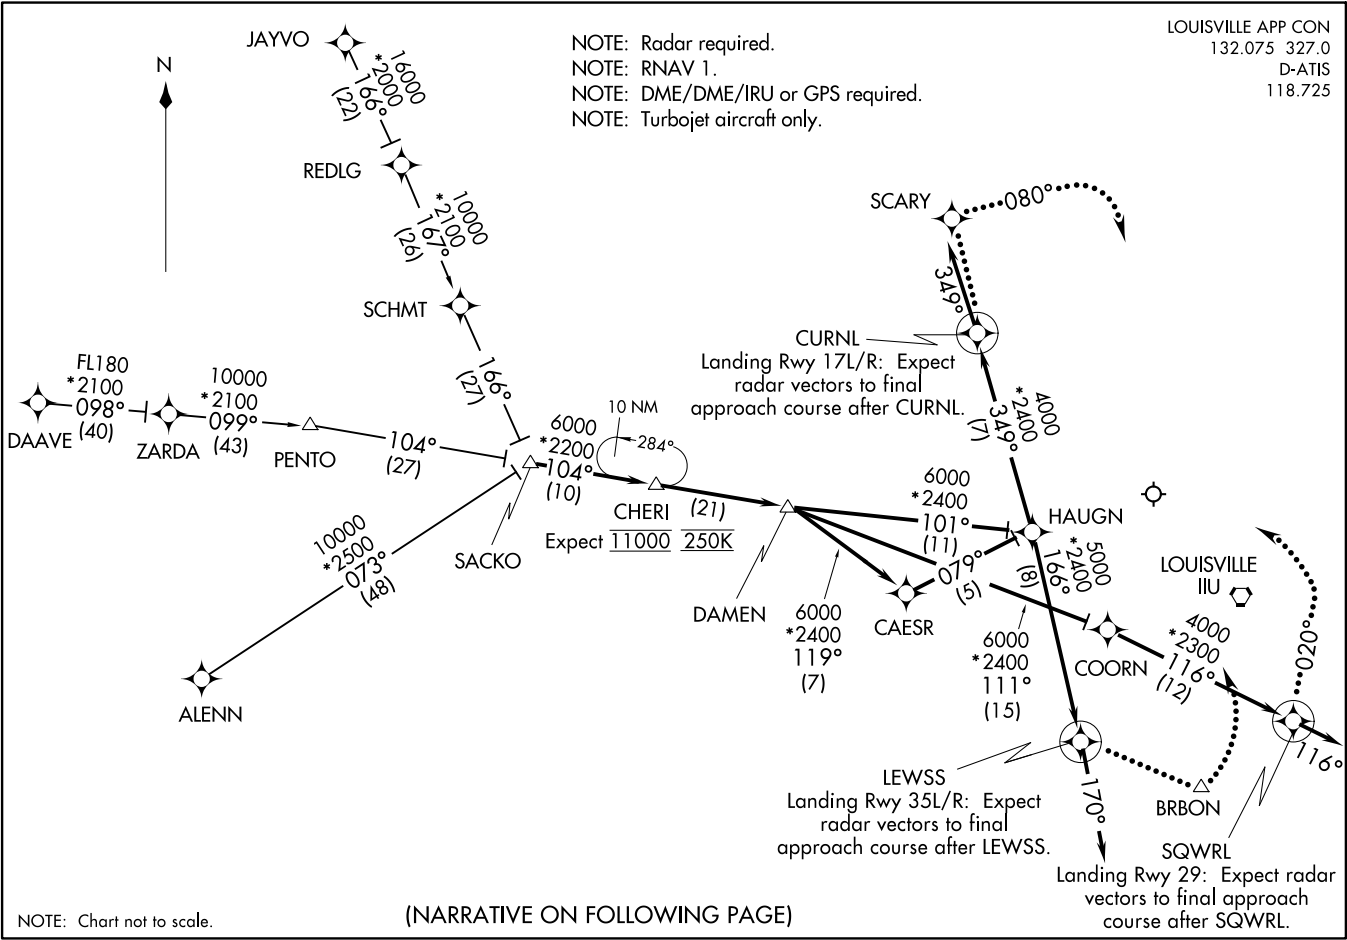 LOUISVILLE APP CON
132.075 327.0
D-ATIS
118.725
NOTE: Radar required.
NOTE: RNAV 1.
NOTE: DME/DME/IRU or GPS required.
NOTE: Turbojet aircraft only.
N
JAYVO
16000
*2000
166°
(22)
REDLG
10000
*2100
167°
(26)
SCHMT
166°
(27)
FL180
*2100
098°
(40)
DAAVE
10000
*2100
099°
(43)
ZARDA
PENTO
104°
(27)
10000
*2500
073°
(48)
ALENN
SACKO
6000
*2200
104°
(10)
10 NM
284°
CHERI
Expect 11000 250K
(21)
DAMEN
6000
*2400
101°
(11)
6000
*2400
119°
(7)
CAESR
079°
(5)
6000
*2400
111°
(15)
HAUGN
4000
*2400
349°
(7)
CURNL
Landing Rwy 17L/R: Expect
radar vectors to final
approach course after CURNL.
349°
SCARY
080°
5000
*2400
166°
(8)
LOUISVILLE
IIU
COORN
4000
*2300
116°
(12)
020°
116°
LEWSS
Landing Rwy 35L/R: Expect
radar vectors to final
approach course after LEWSS.
170°
BRBON
SQWRL
Landing Rwy 29: Expect radar
vectors to final approach
course after SQWRL.
NOTE: Chart not to scale.
(NARRATIVE ON FOLLOWING PAGE)